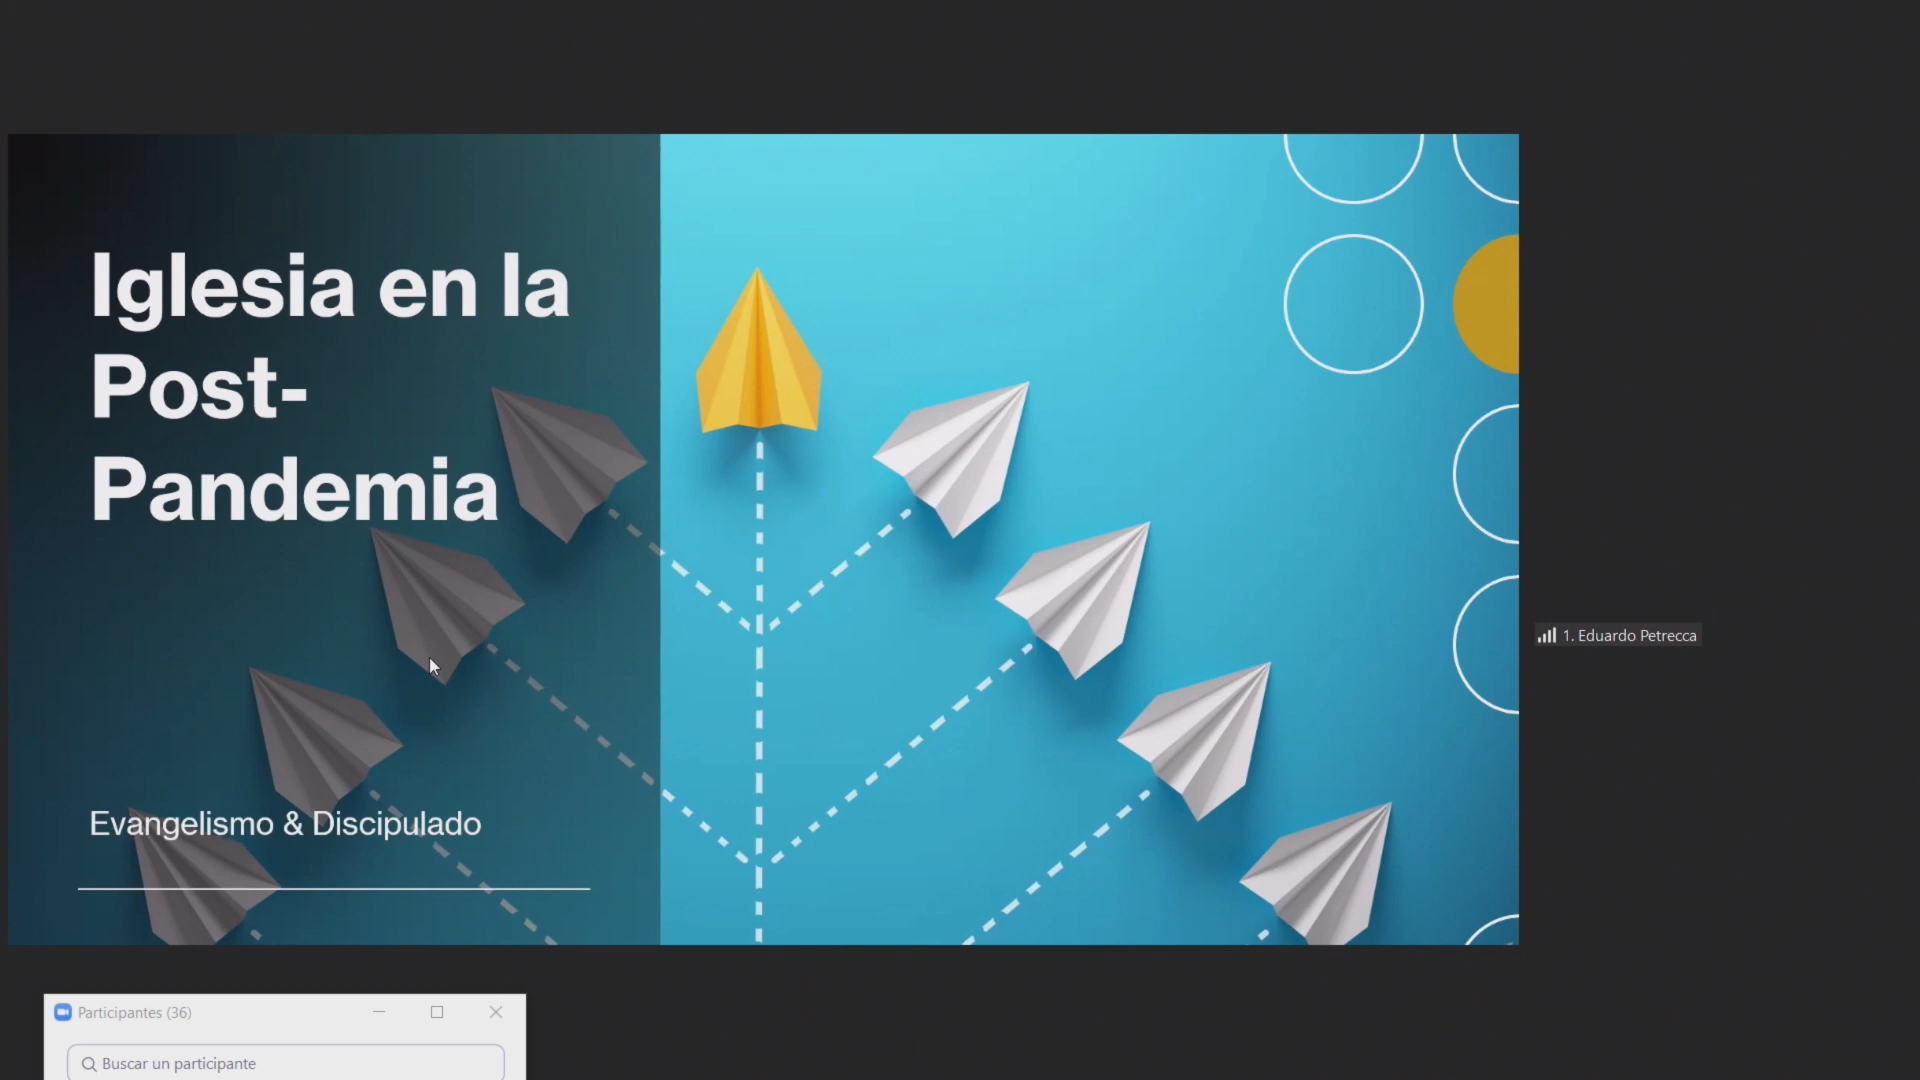 Iglesia en la
Post-
Pandemia
Evangelismo & Discipulado
1. Eduardo Petrecca
Participantes (36)
Buscar un participante